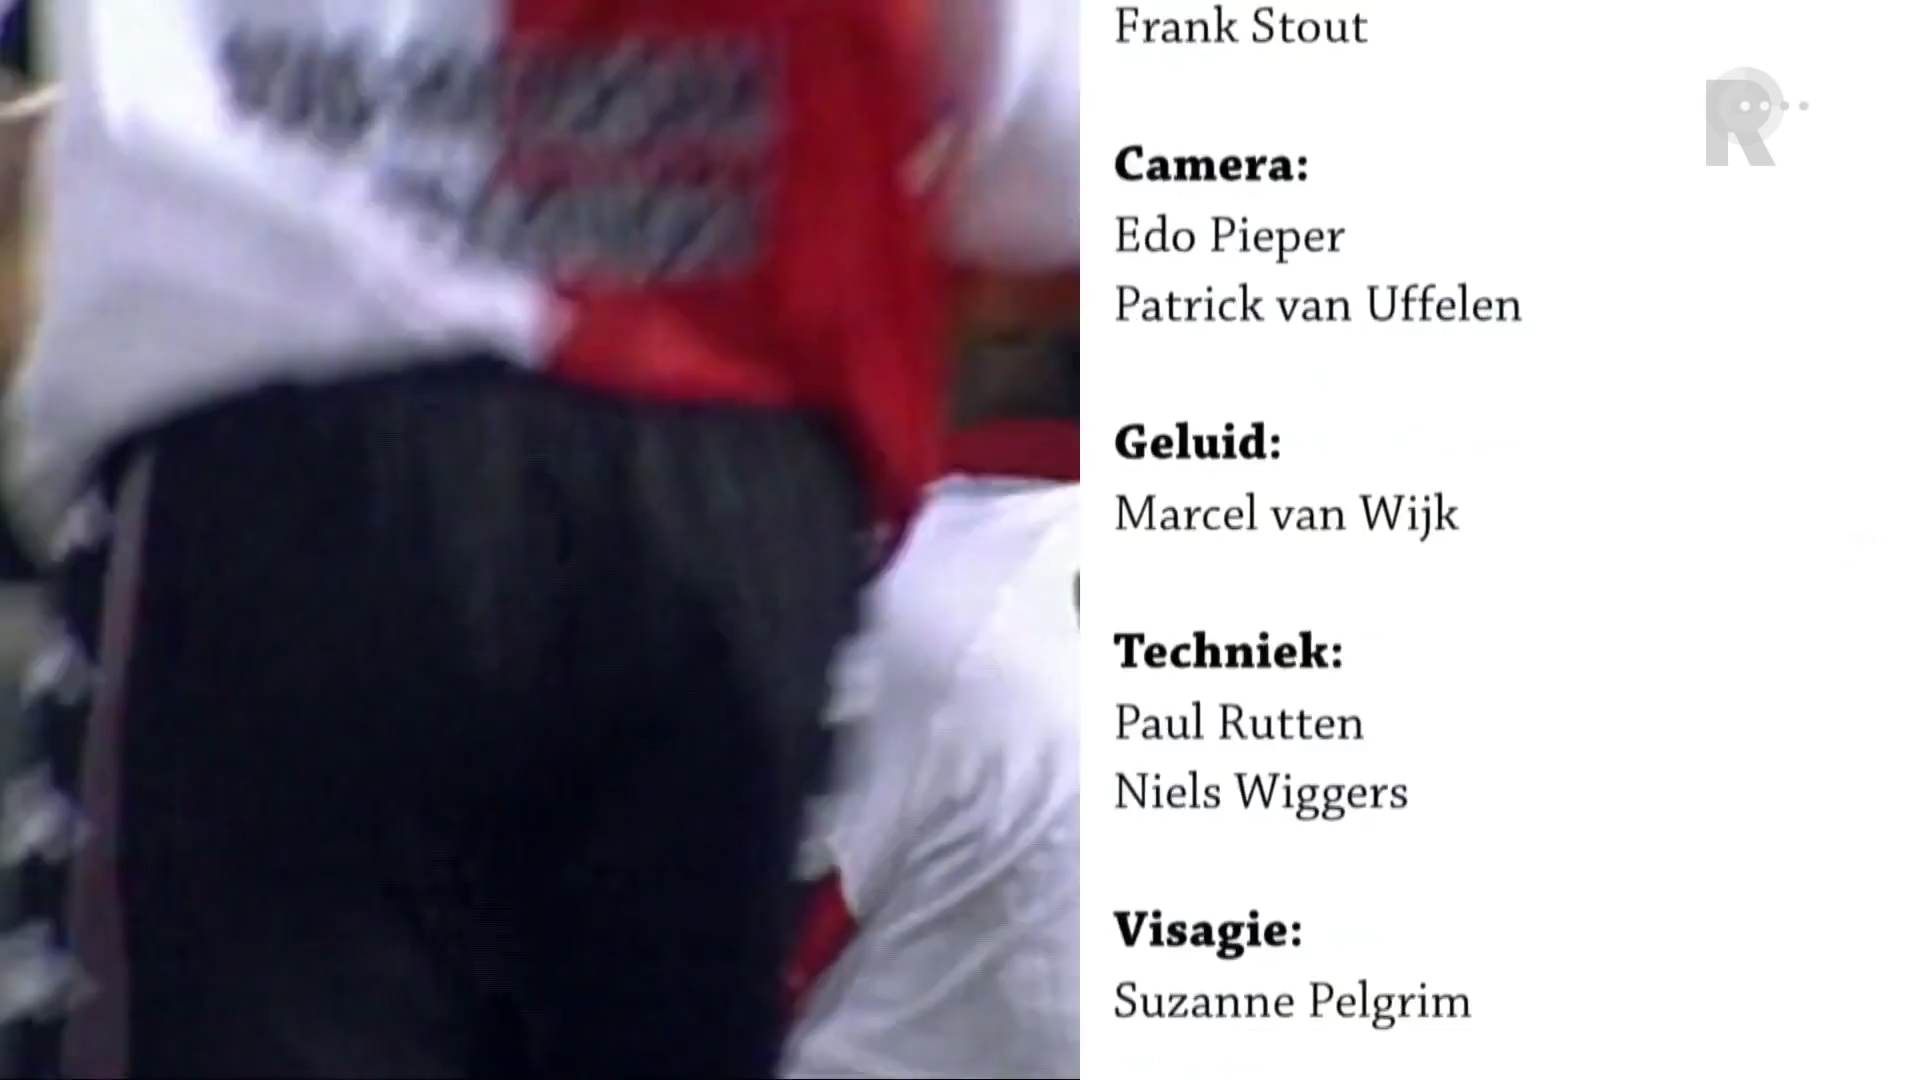 Frank Stout
R
Camera:
Edo Pieper
Patrick van Uffelen
Geluid:
Marcel van Wijk
Techniek:
Paul Rutten
Niels Wiggers
Visagie:
Suzanne Pelgrim